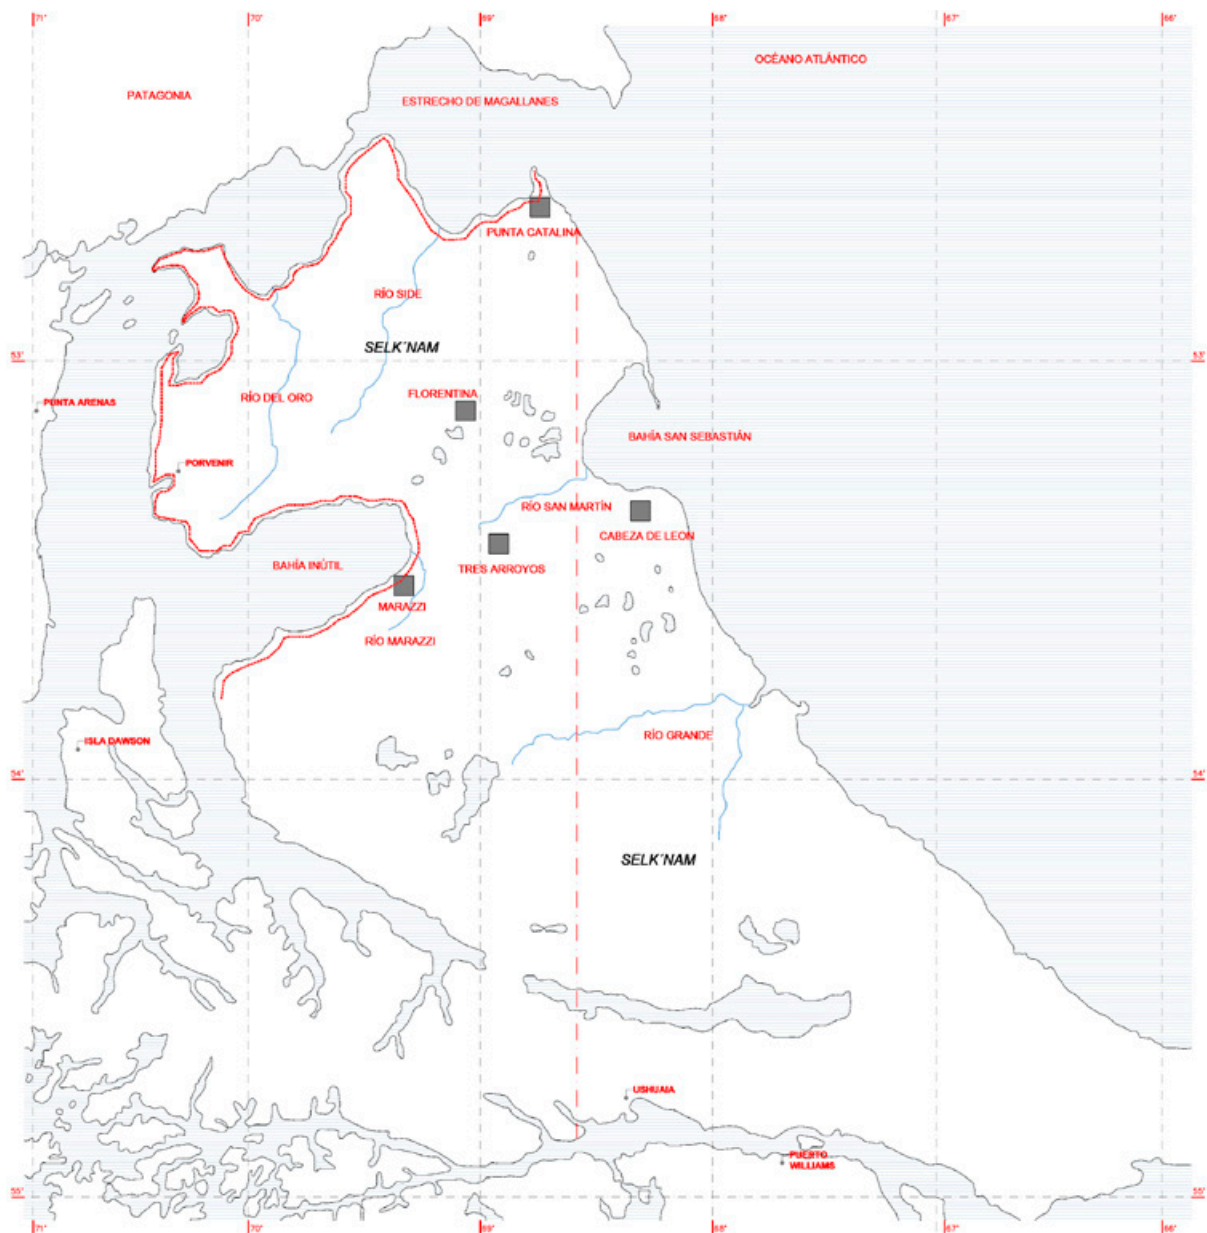 71° 70° 69° 68° 67° 66°
OCÉANO ATLÁNTICO
PATAGONIA
ESTRECHO DE MAGALLANES
PUNTA CATALINA
RÍO SIDE
SELK´NAM
53° 53°
FLORENTINA
RÍO DEL ORO
PUNTA ARENAS
BAHÍA SAN SEBASTIÁN
PORVENIR
RÍO SAN MARTÍN
CABEZA DE LEON
BAHÍA INÚTIL
TRES ARROYOS
MARAZZI
RÍO MARAZZI
RÍO GRANDE
ISLA DAWSON
54° 54°
SELK´NAM
USHUAIA
PUERTO
WILLIAMS
55° 55°
71° 70° 69° 68° 67° 66°